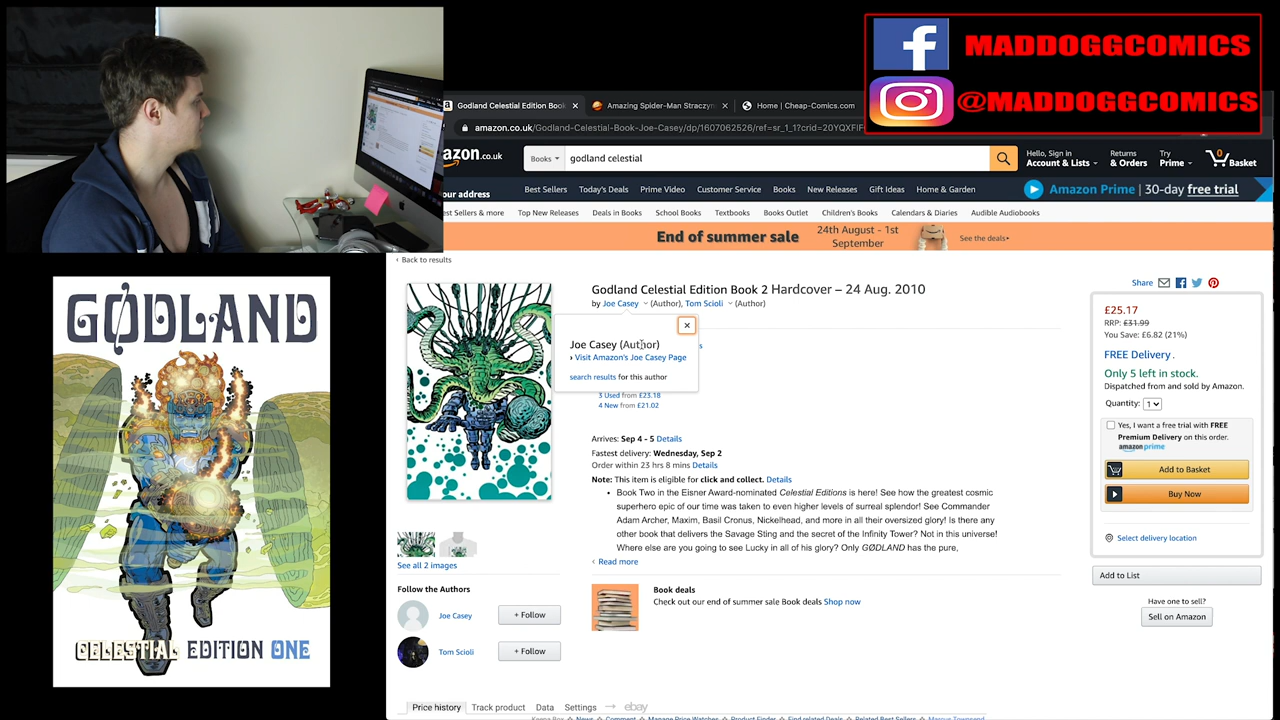 MADDOGGCOMICS
@MADDOGGCOMICS
Godland Celestial Edition Book
Amazing Spider-Man Straczyn
Home | Cheap-Comics.com
amazon.co.uk/Godland-Celestial-Book-Joe-Casey/dp/1607062526/ref=sr_1_1?crid=20YQXFIF
azon.co.uk
Books
godland celestial
Hello, Sign in
Account & Lists
Returns
& Orders
Try
Prime
0
Basket
our address
Best Sellers
Today's Deals
Prime Video
Customer Service
Books
New Releases
Gift Ideas
Home & Garden
Amazon Prime | 30-day free trial
est Sellers & more
Top New Releases
Deals in Books
School Books
Textbooks
Books Outlet
Children's Books
Calendars & Diaries
Audible Audiobooks
End of summer sale
24th August - 1st
September
See the deals
‹ Back to results
Godland Celestial Edition Book 2 Hardcover – 24 Aug. 2010
by Joe Casey (Author), Tom Scioli (Author)
Joe Casey (Author)
› Visit Amazon's Joe Casey Page
search results for this author
3 Used from £23.18
4 New from £21.02
Arrives: Sep 4 - 5 Details
Fastest delivery: Wednesday, Sep 2
Order within 23 hrs 8 mins Details
Note: This item is eligible for click and collect. Details
• Book Two in the Eisner Award-nominated Celestial Editions is here! See how the greatest cosmic
superhero epic of our time was taken to even higher levels of surreal splendor! See Commander
Adam Archer, Maxim, Basil Cronus, Nickelhead, and more in all their oversized glory! Is there any
other book that delivers the Savage Sting and the secret of the Infinity Tower? Not in this universe!
Where else are you going to see Lucky in all of his glory? Only GØDLAND has the pure,
‹ Read more
Book deals
Check out our end of summer sale Book deals Shop now
See all 2 images
Follow the Authors
Joe Casey
+ Follow
Tom Scioli
+ Follow
Share
£25.17
RRP: £31.99
You Save: £6.82 (21%)
FREE Delivery .
Only 5 left in stock.
Dispatched from and sold by Amazon.
Quantity: 1
Yes, I want a free trial with FREE
Premium Delivery on this order.
amazon prime
Add to Basket
Buy Now
Select delivery location
Add to List
Have one to sell?
Sell on Amazon
Price history
Track product
Data
Settings
ebay
GØDLAND
CELESTIAL EDITION ONE